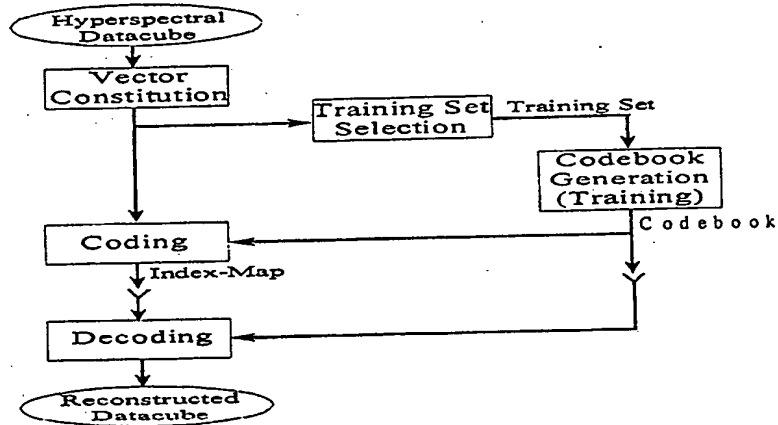 Hyperspectral
Datacube
Vector
Constitution
Training Set
Selection
Training Set
Codebook
Generation
(Training)
Codebook
Coding
Index-Map
Decoding
Reconstructed
Datacube